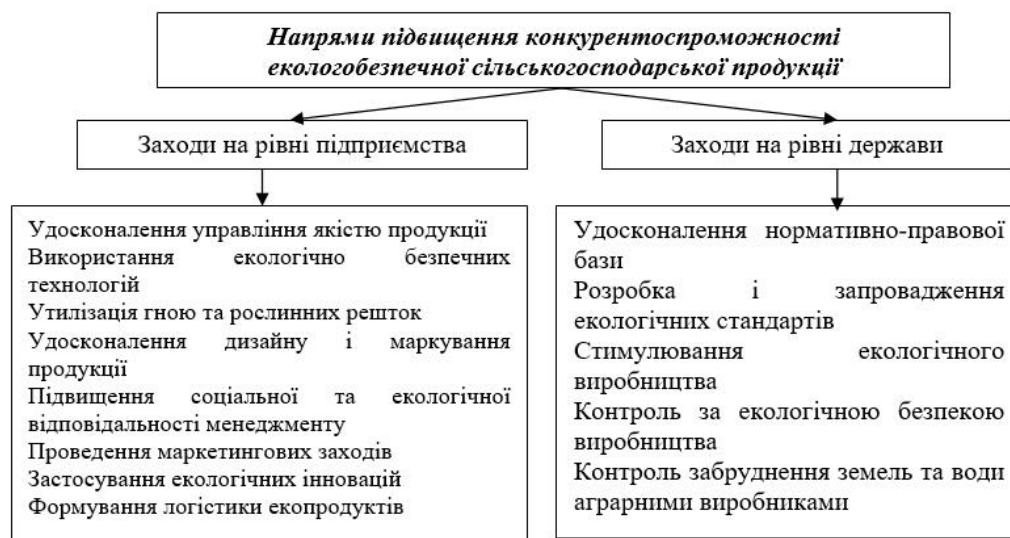 Напрями підвищення конкурентоспроможності
екологобезпечної сільськогосподарської продукції
Заходи на рівні підприємства
Заходи на рівні держави
Удосконалення управління якістю продукції
Використання екологічно безпечних
технологій
Утилізація гною та рослинних решток
Удосконалення дизайну і маркування
продукції
Підвищення соціальної та екологічної
відповідальності менеджменту
Проведення маркетингових заходів
Застосування екологічних інновацій
Формування логістики екопродуктів
Удосконалення нормативно-правової
бази
Розробка і запровадження
екологічних стандартів
Стимулювання екологічного
виробництва
Контроль за екологічною безпекою
виробництва
Контроль забруднення земель та води
аграрними виробниками